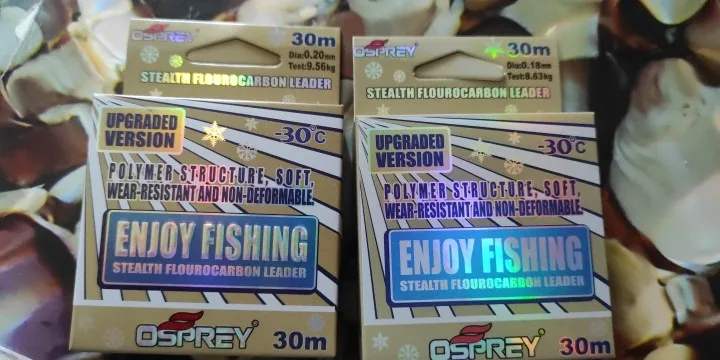 OSPREY
30m
Dia:0.20mm
Test:9.56kg
STEALTH FLOUROCARBON LEADER
UPGRADED
VERSION
-30°C
POLYMER STRUCTURE, SOFT,
WEAR-RESISTANT AND NON-DEFORMABLE.
ENJOY FISHING
STEALTH FLOUROCARBON LEADER
OSPREY
30m
OSPREY
30m
Dia:0.18mm
Test:8.63kg
STEALTH FLOUROCARBON LEADER
UPGRADED
VERSION
-30°C
POLYMER STRUCTURE, SOFT,
WEAR-RESISTANT AND NON-DEFORMABLE.
ENJOY FISHING
STEALTH FLOUROCARBON LEADER
OSPREY
30m